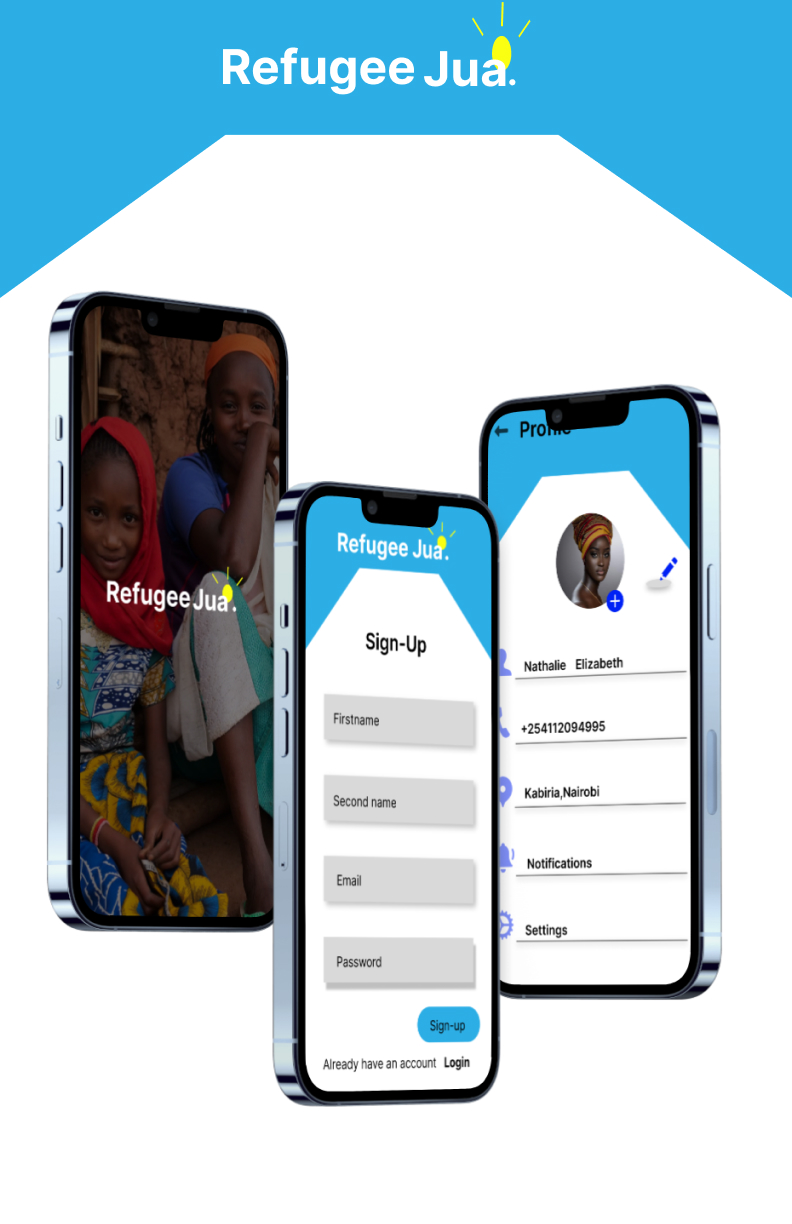 Refugee Jua.
Refugee Jua.
Refugee Jua.
Sign-Up
Firstname
Second name
Email
Password
Sign-up
Already have an account Login
Profile
Nathalie Elizabeth
+254112094995
Kabiria,Nairobi
Notifications
Settings